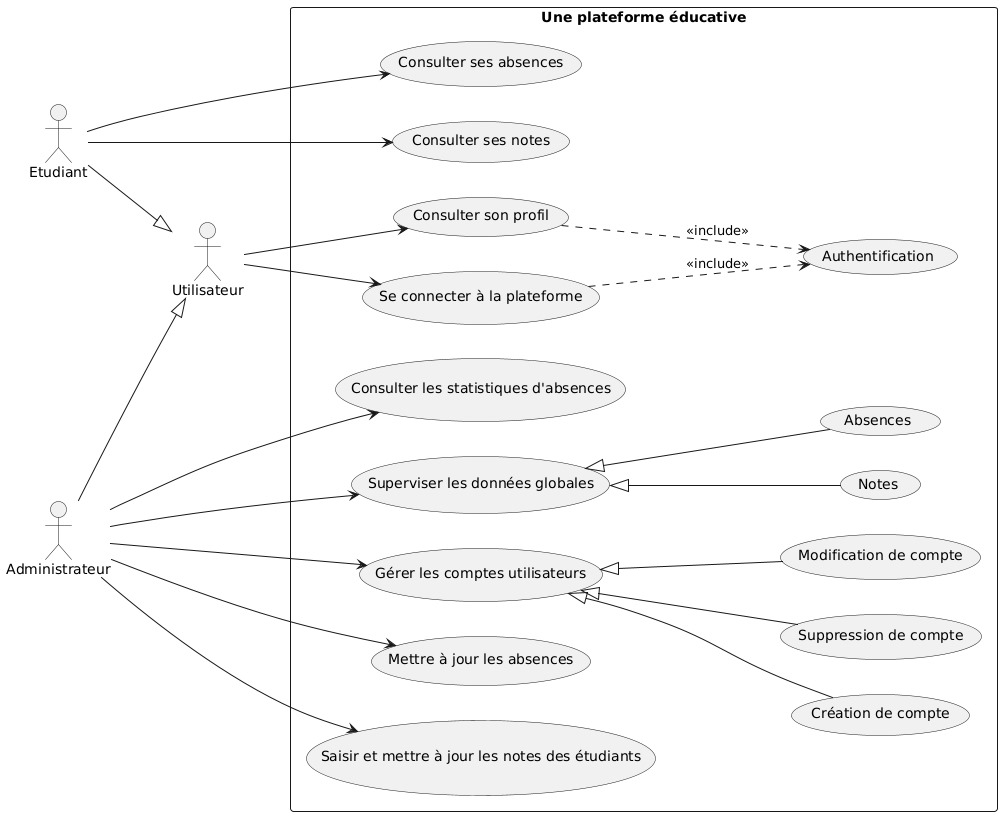 Une plateforme éducative
Consulter ses absences
Consulter ses notes
Etudiant
Consulter son profil
«include»
Authentification
«include»
Utilisateur
Se connecter à la plateforme
Consulter les statistiques d'absences
Absences
Superviser les données globales
Notes
Administrateur
Gérer les comptes utilisateurs
Modification de compte
Suppression de compte
Mettre à jour les absences
Création de compte
Saisir et mettre à jour les notes des étudiants